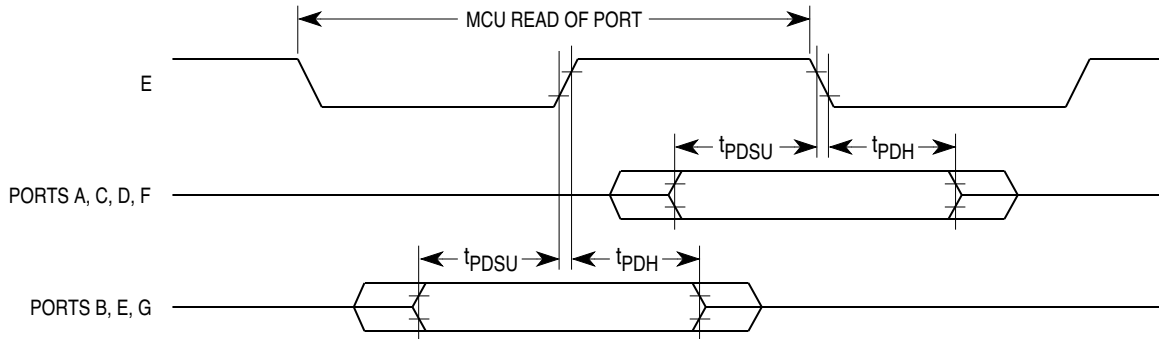 MCU READ OF PORT
E
tPDSU
tPDH
PORTS A, C, D, F
tPDSU
tPDH
PORTS B, E, G